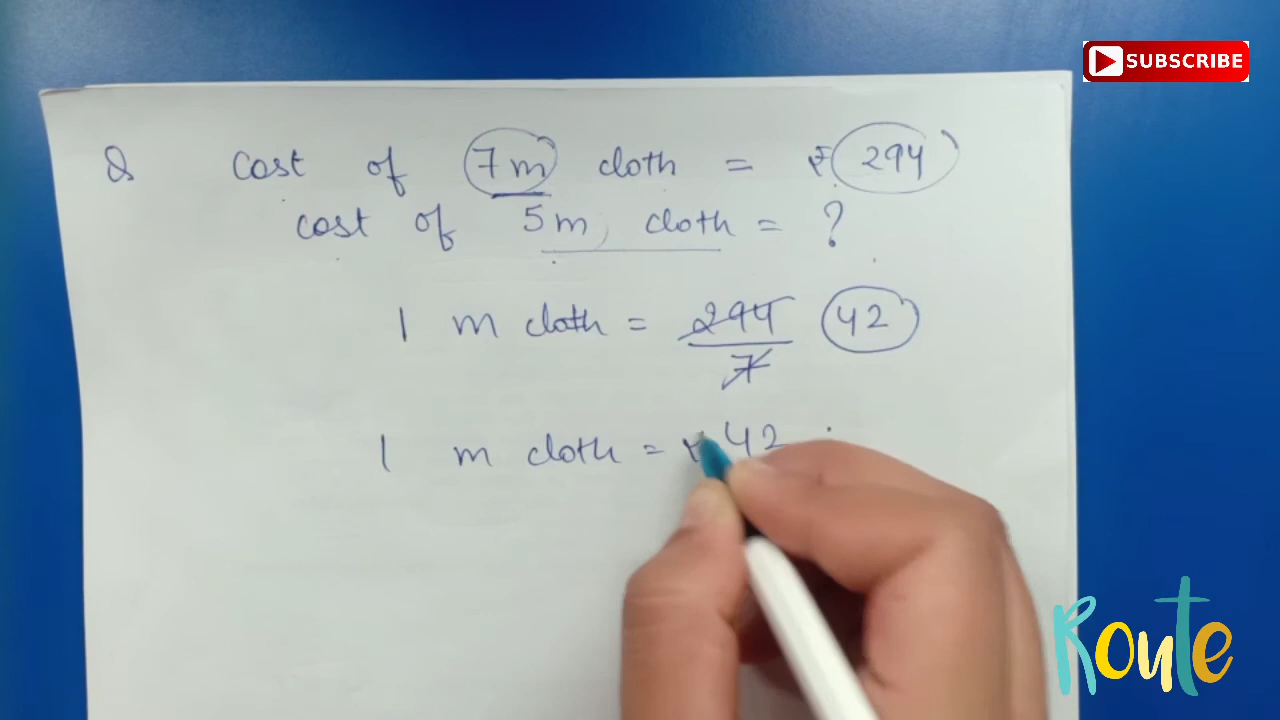 SUBSCRIBE
Q Cost of 7m cloth = ₹ 294
cost of 5m cloth = ?
1 m cloth = 294/7 42
1 m cloth = ₹ 42
Route